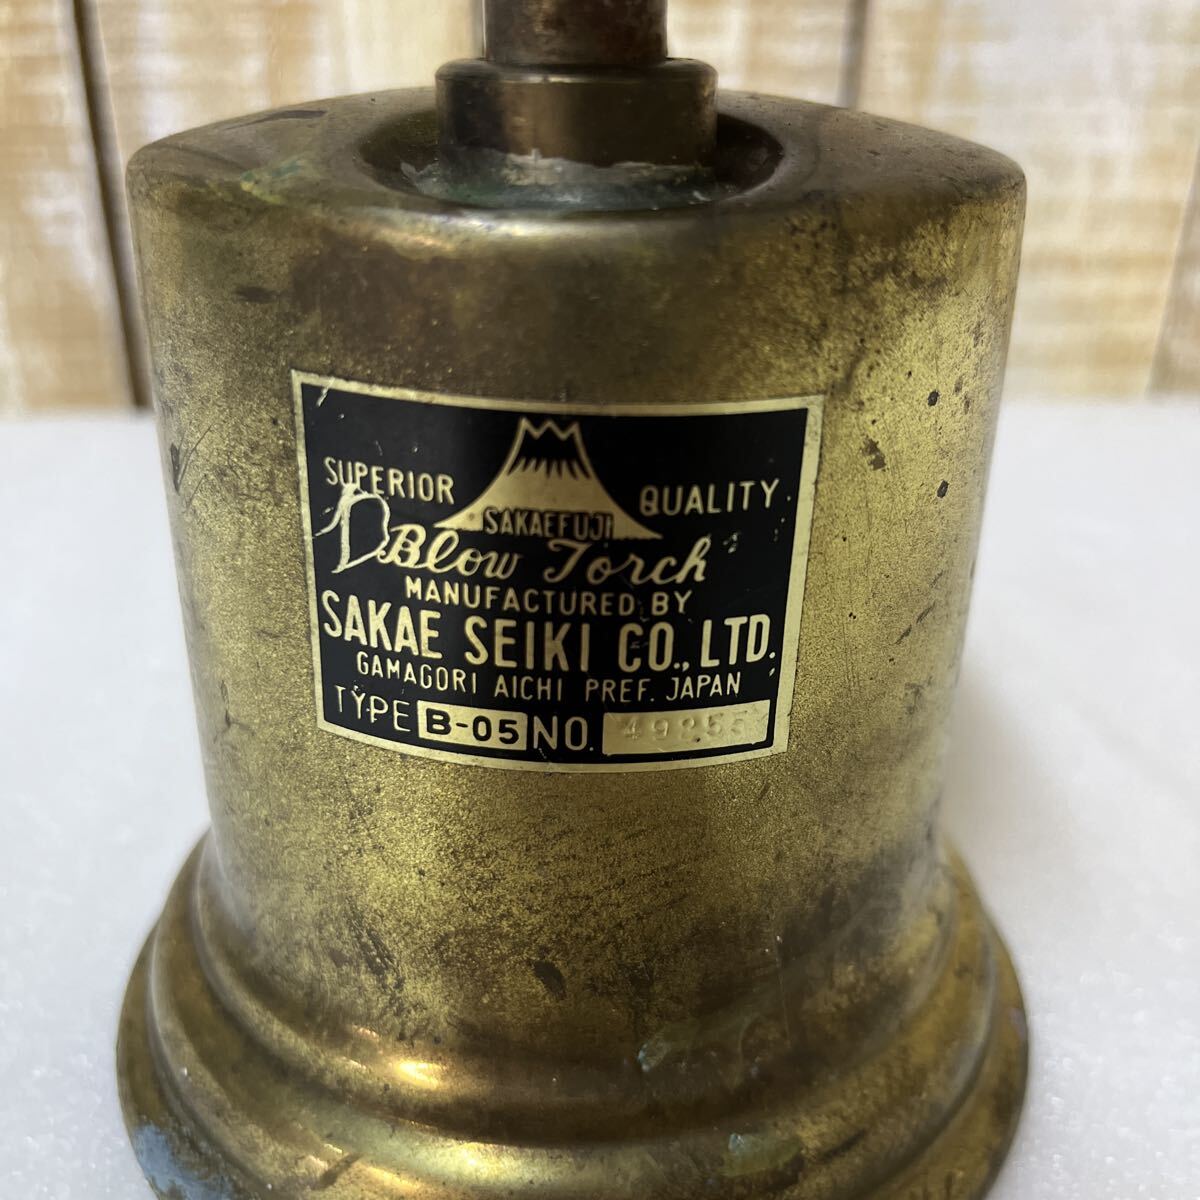 SUPERIOR QUALITY
SAKAEFUJI
Blow Torch
MANUFACTURED BY
SAKAE SEIKI CO., LTD.
GAMAGORI AICHI PREF. JAPAN
TYPE B-05 NO.